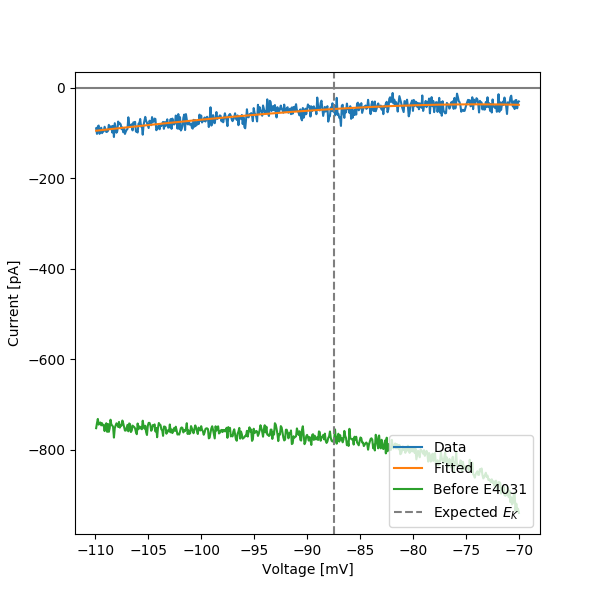 0
−200
−400
−600
−800
Current [pA]
Data
Fitted
Before E4031
Expected E_K
−110
−105
−100
−95
−90
−85
−80
−75
−70
Voltage [mV]